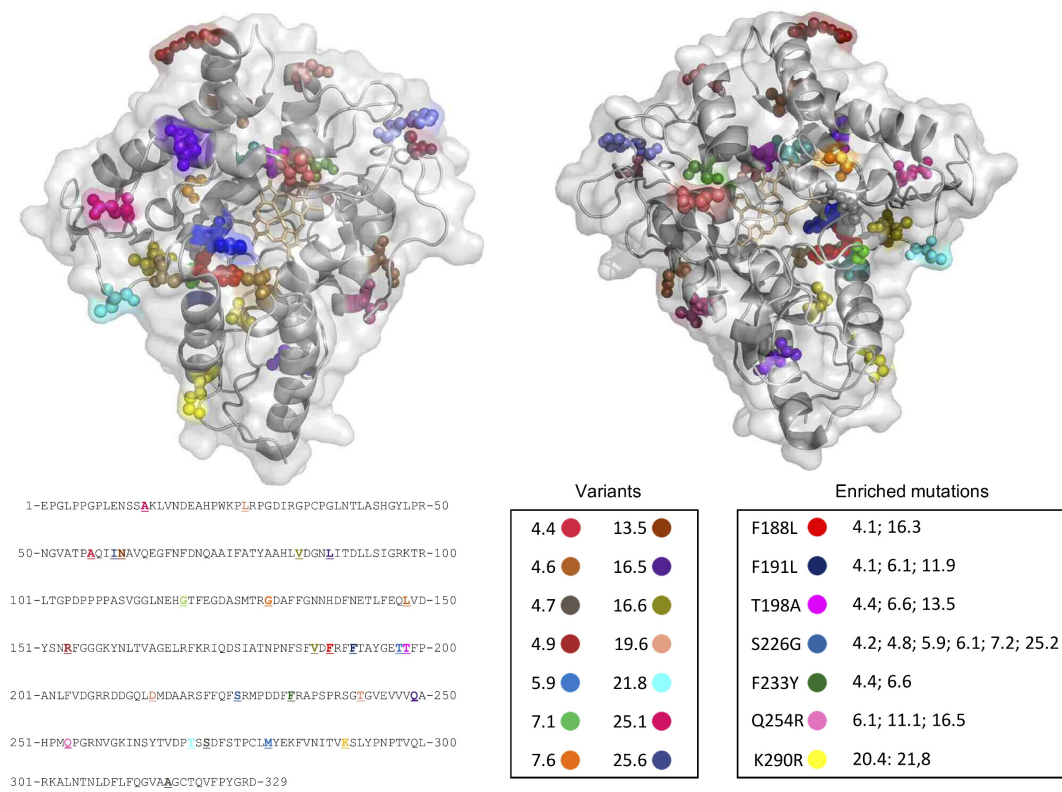 1-EPGLPPGPLENSSAKLVNDEAHPWKPLRPGDIRGPCPGLNTLASHGYLPR-50
50-NGVATPAQIINAVQEGFNFDNQAAIFATYAAHLVDGNLITDLLSIGRKTR-100
101-LTGPDPPPPASVGGLNEHGTFEGDASMTRGDAFFGNNHDFNETLFEQLVD-150
151-YSNRFGGGKYNLTVAGELRFKRIQDSIATNPNFSFVDFRFFTAYGETTFP-200
201-ANLFVDGRRDDGQLDMDAARSFFQFSRMPDDFFRAPSPRSGTGVEVVVQA-250
251-HPMQPGRNVGKINSYTVDPTSSDFSTPCLMYEKFVNITVKSLYPNPTVQL-300
301-RKALNTNLDFLFQGVAAGCTQVFPYGRD-329
Variants
4.4 13.5
4.6 16.5
4.7 16.6
4.9 19.6
5.9 21.8
7.1 25.1
7.6 25.6
Enriched mutations
F188L 4.1; 16.3
F191L 4.1; 6.1; 11.9
T198A 4.4; 6.6; 13.5
S226G 4.2; 4.8; 5.9; 6.1; 7.2; 25.2
F233Y 4.4; 6.6
Q254R 6.1; 11.1; 16.5
K290R 20.4: 21,8